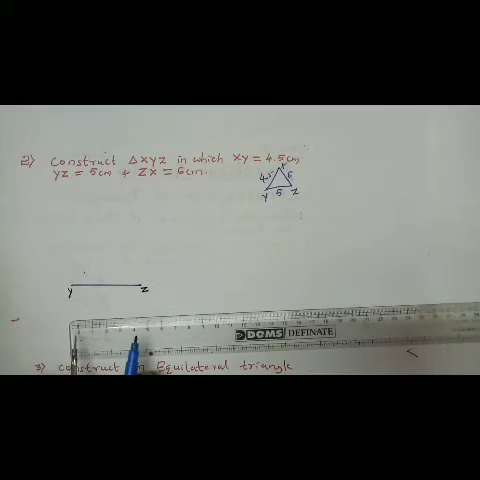 2) Construct △XYZ in which XY = 4.5cm
YZ = 5cm & ZX = 6cm.
X
4.5 6
Y 5 Z
Y Z
DOMS DEFINATE
3) Construct an Equilateral triangle